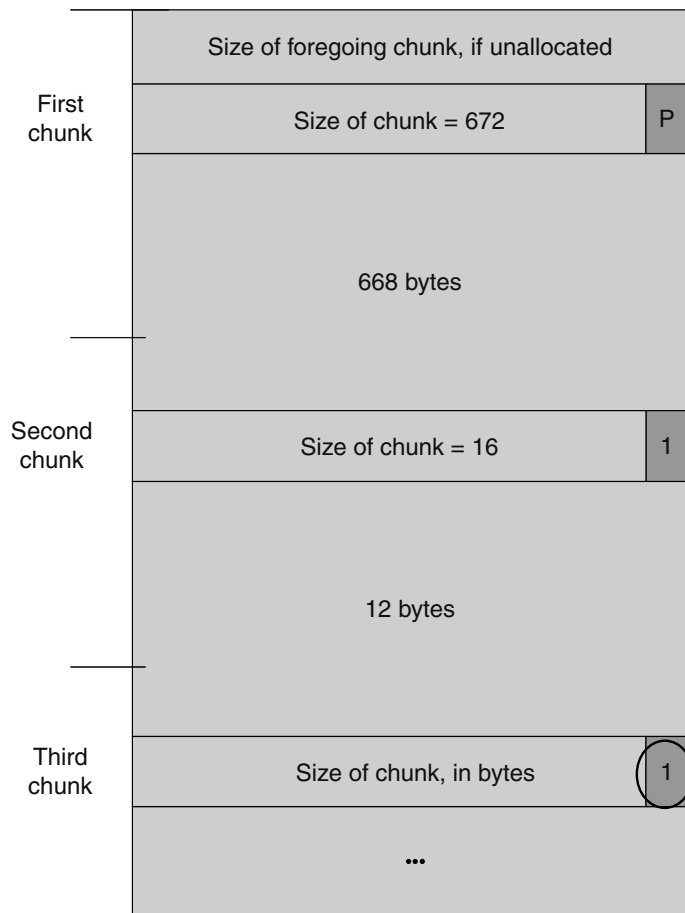 Size of foregoing chunk, if unallocated
First
chunk
Size of chunk = 672
P
668 bytes
Second
chunk
Size of chunk = 16
1
12 bytes
Third
chunk
Size of chunk, in bytes
1
...